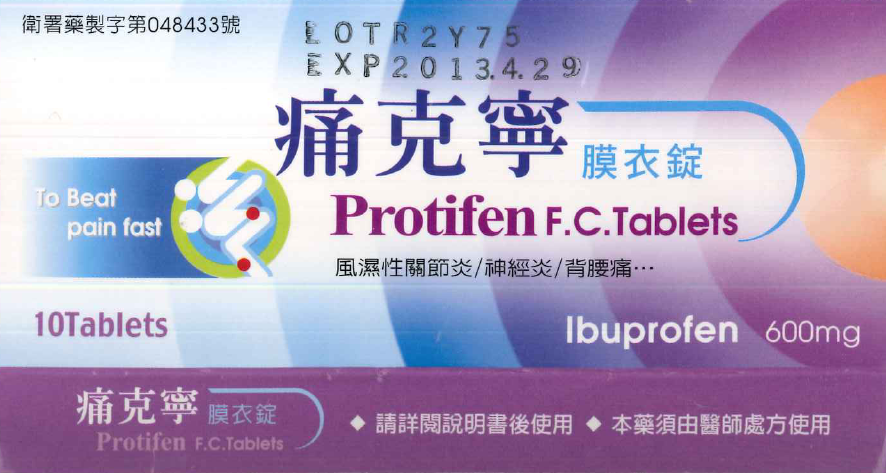 衛署藥製字第048433號
LOTR2Y75
EXP2013.4.29
痛克寧 膜衣錠
To Beat
pain fast
Protifen F.C.Tablets
風濕性關節炎/神經炎/背腰痛…
10Tablets
Ibuprofen 600mg
痛克寧 膜衣錠
Protifen F.C.Tablets
◆ 請詳閱說明書後使用 ◆ 本藥須由醫師處方使用